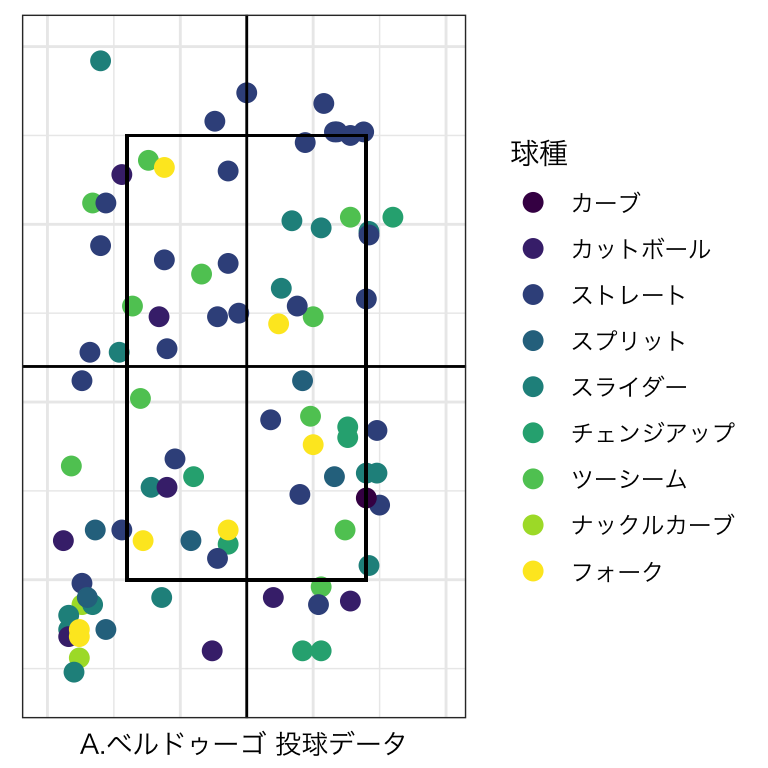 球種
カーブ
カットボール
ストレート
スプリット
スライダー
チェンジアップ
ツーシーム
ナックルカーブ
フォーク
A.ベルドゥーゴ 投球データ